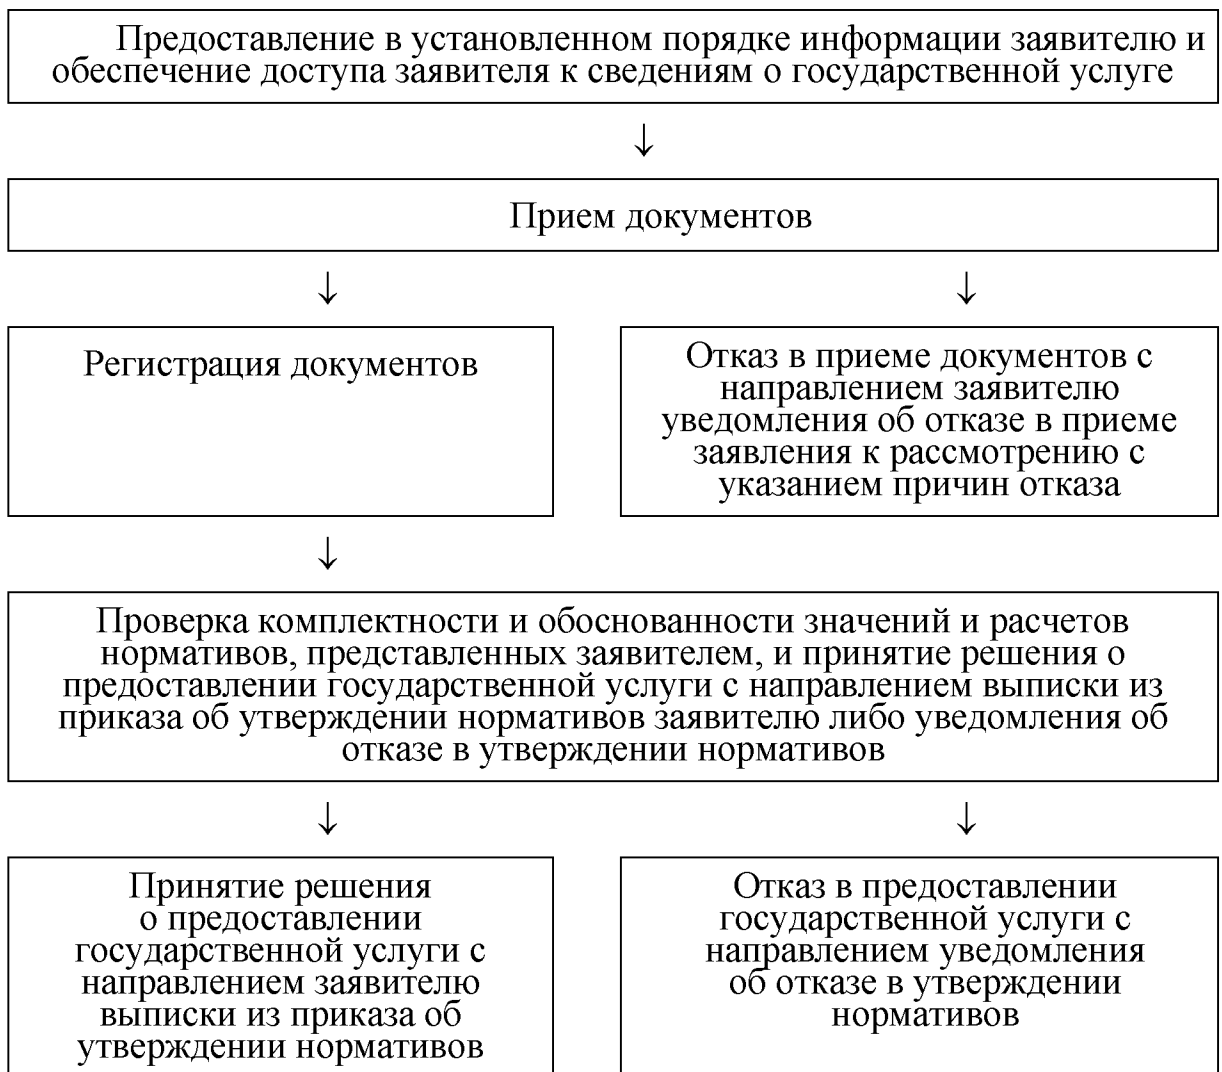 Предоставление в установленном порядке информации заявителю и
обеспечение доступа заявителя к сведениям о государственной услуге
↓
Прием документов
↓ ↓
Регистрация документов
Отказ в приеме документов с
направлением заявителю
уведомления об отказе в приеме
заявления к рассмотрению с
указанием причин отказа
↓
Проверка комплектности и обоснованности значений и расчетов
нормативов, представленных заявителем, и принятие решения о
предоставлении государственной услуги с направлением выписки из
приказа об утверждении нормативов заявителю либо уведомления об
отказе в утверждении нормативов
↓ ↓
Принятие решения
о предоставлении
государственной услуги с
направлением заявителю
выписки из приказа об
утверждении нормативов
Отказ в предоставлении
государственной услуги с
направлением уведомления
об отказе в утверждении
нормативов